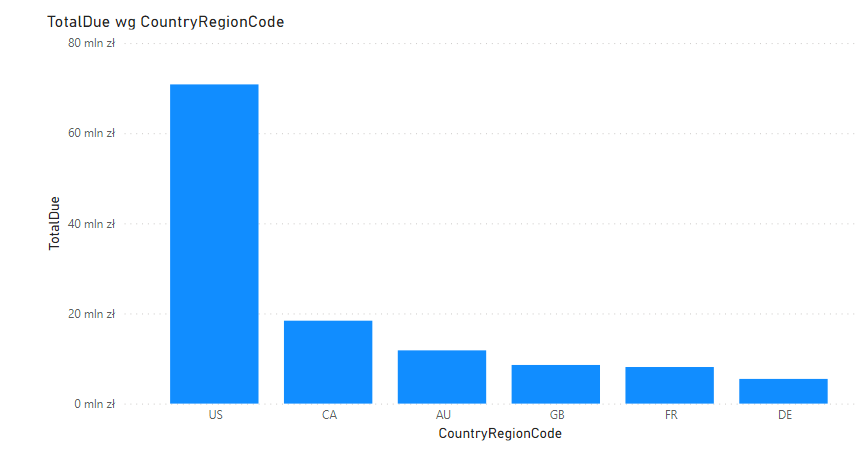 TotalDue wg CountryRegionCode
80 mln zł
60 mln zł
40 mln zł
20 mln zł
0 mln zł
TotalDue
US CA AU GB FR DE
CountryRegionCode